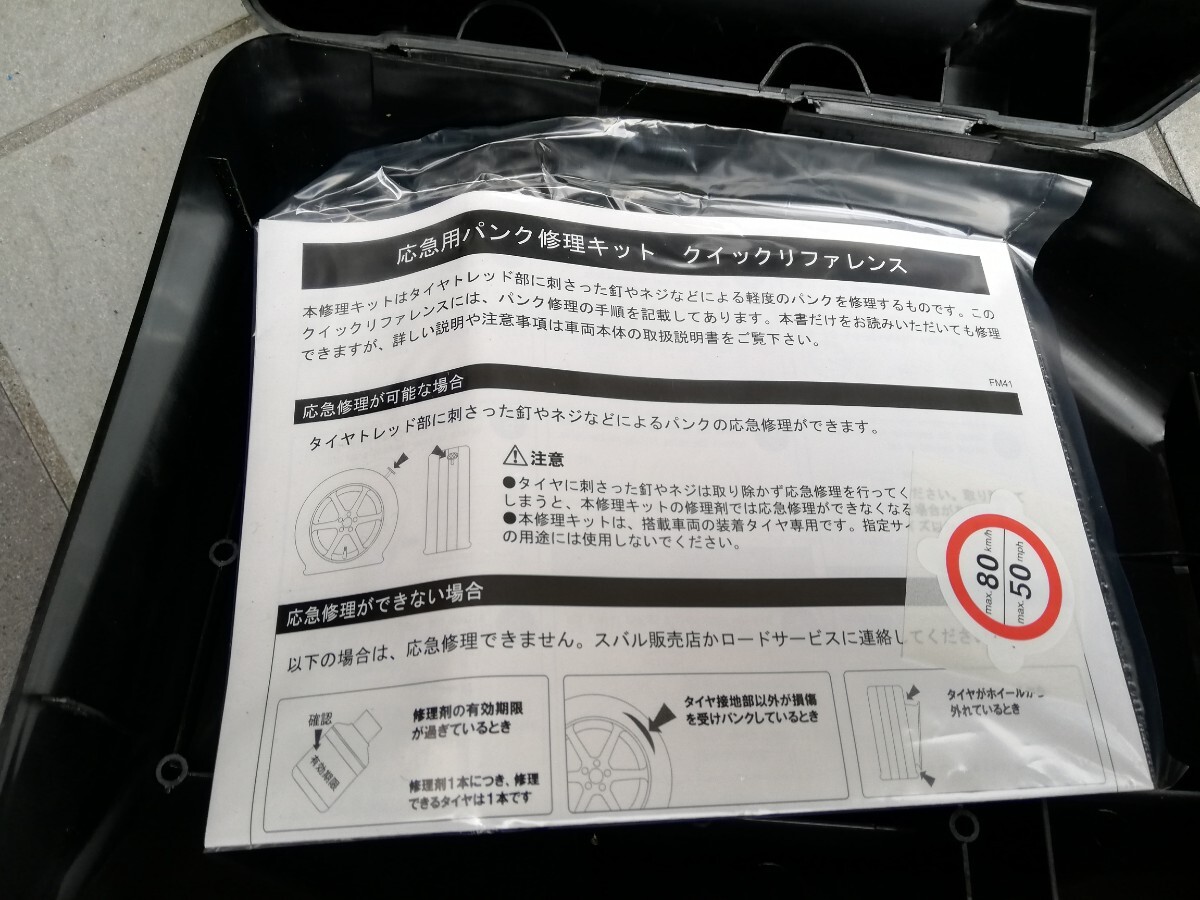 応急用パンク修理キット　クイックリファレンス
本修理キットはタイヤトレッド部に刺さった釘やネジなどによる軽度のパンクを修理するものです。この
クイックリファレンスには、パンク修理の手順を記載してあります。本書だけをお読みいただいても修理
できますが、詳しい説明や注意事項は車両本体の取扱説明書をご覧下さい。
FM41
応急修理が可能な場合
タイヤトレッド部に刺さった釘やネジなどによるパンクの応急修理ができます。
注意
●タイヤに刺さった釘やネジは取り除かず応急修理を行ってください。
しまうと、本修理キットの修理剤では応急修理ができなくなる場合が
●本修理キットは、搭載車両の装着タイヤ専用です。指定サイズ
の用途には使用しないでください。
max. 80 km/h
max. 50 mph
応急修理ができない場合
以下の場合は、応急修理できません。スバル販売店かロードサービスに連絡してください。
確認
有効期限
修理剤の有効期限
が過ぎているとき
修理剤1本につき、修理
できるタイヤは1本です
タイヤ接地部以外が損傷
を受けパンクしているとき
タイヤがホイールから
外れているとき